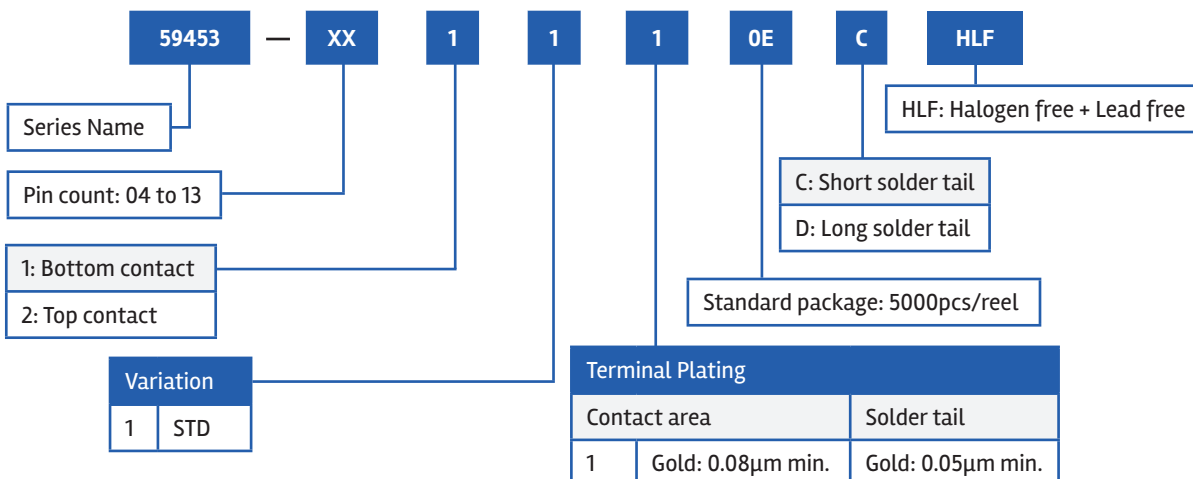 59453 — XX 1 1 1 0E C HLF
HLF: Halogen free + Lead free
Series Name
C: Short solder tail
D: Long solder tail
Pin count: 04 to 13
1: Bottom contact
2: Top contact
Standard package: 5000pcs/reel
Variation
1 STD
Terminal Plating
Contact area Solder tail
1 Gold: 0.08µm min. Gold: 0.05µm min.